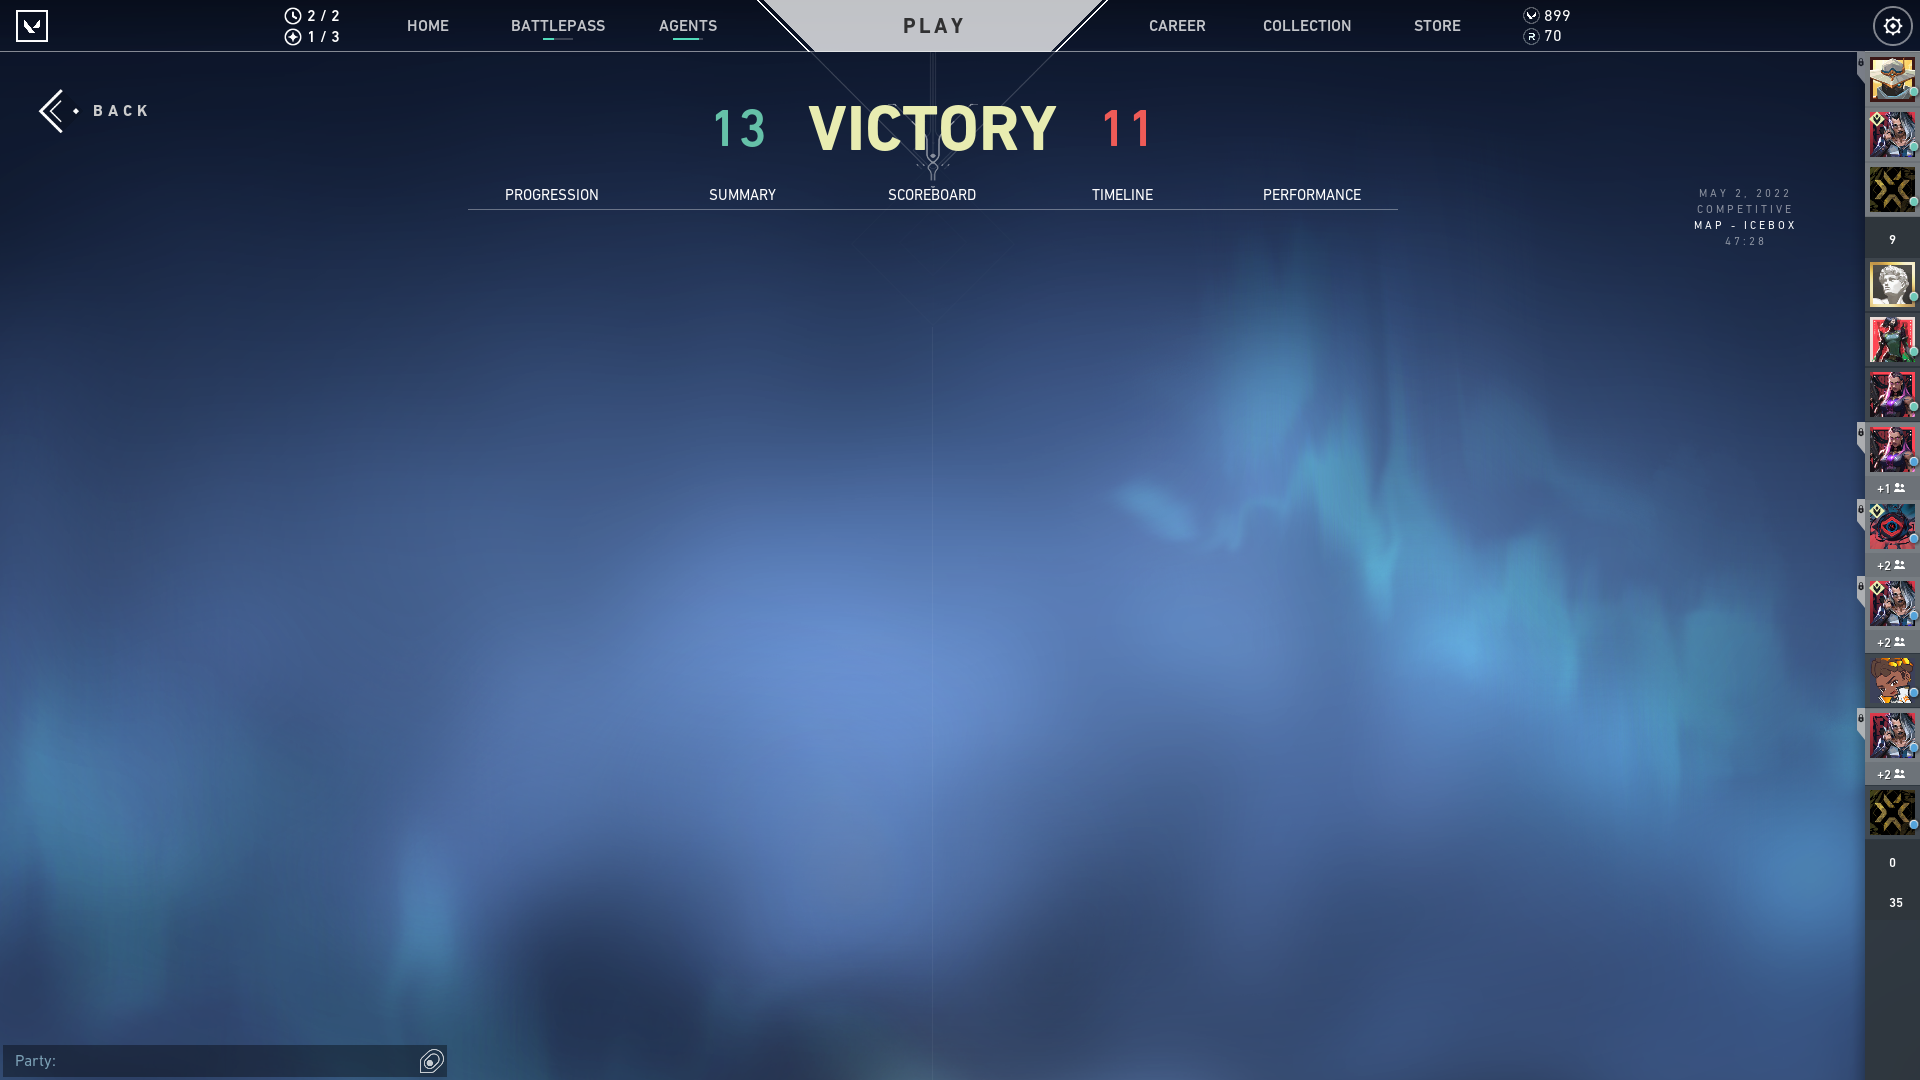 2 / 2
1 / 3
HOME
BATTLEPASS
AGENTS
PLAY
CAREER
COLLECTION
STORE
899
70
BACK
13 VICTORY 11
PROGRESSION
SUMMARY
SCOREBOARD
TIMELINE
PERFORMANCE
MAY 2, 2022
COMPETITIVE
MAP - ICEBOX
47:28
9
+1
+2
+2
+2
0
35
Party: